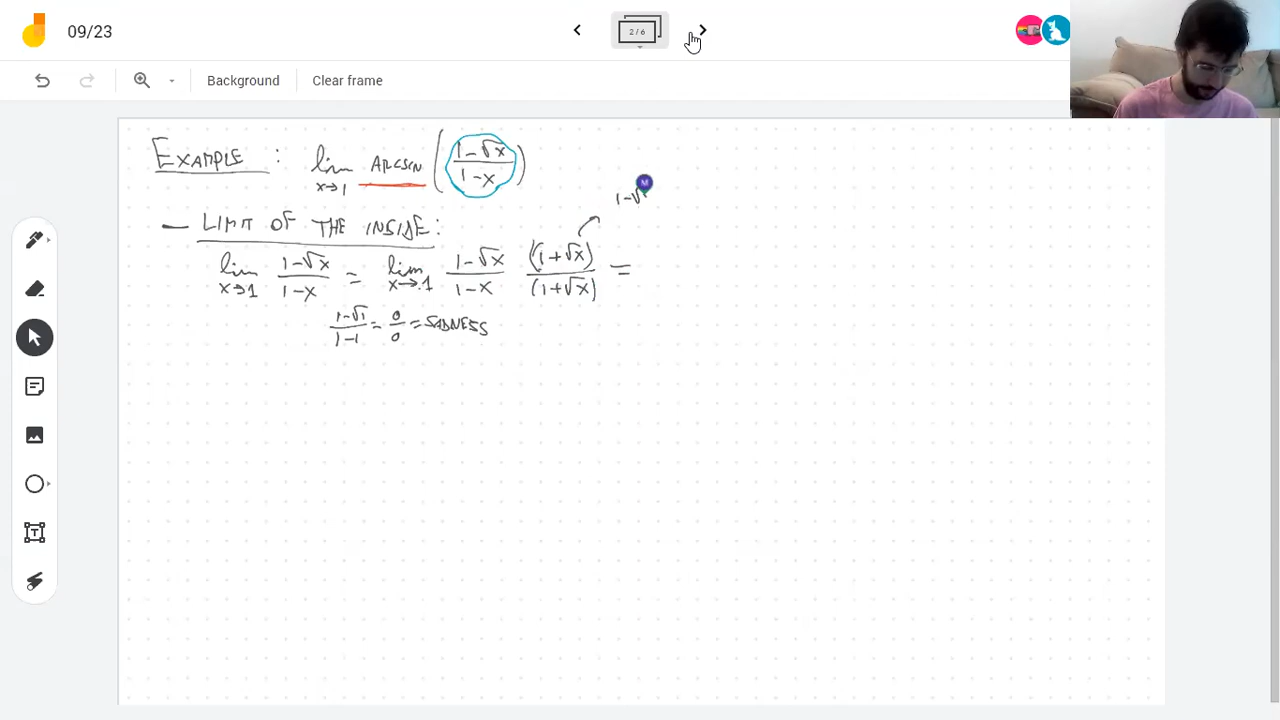 09/23
2 / 6
Background
Clear frame
M
EXAMPLE : lim x→1 ARCSIN ( (1-√x)/(1-x) )
1-√x
— LIMIT OF THE INSIDE:
lim x→1 (1-√x)/(1-x) = lim x→1 (1-√x)/(1-x) (1+√x)/(1+√x) =
(1-√1)/(1-1) = 0/0 = SADNESS